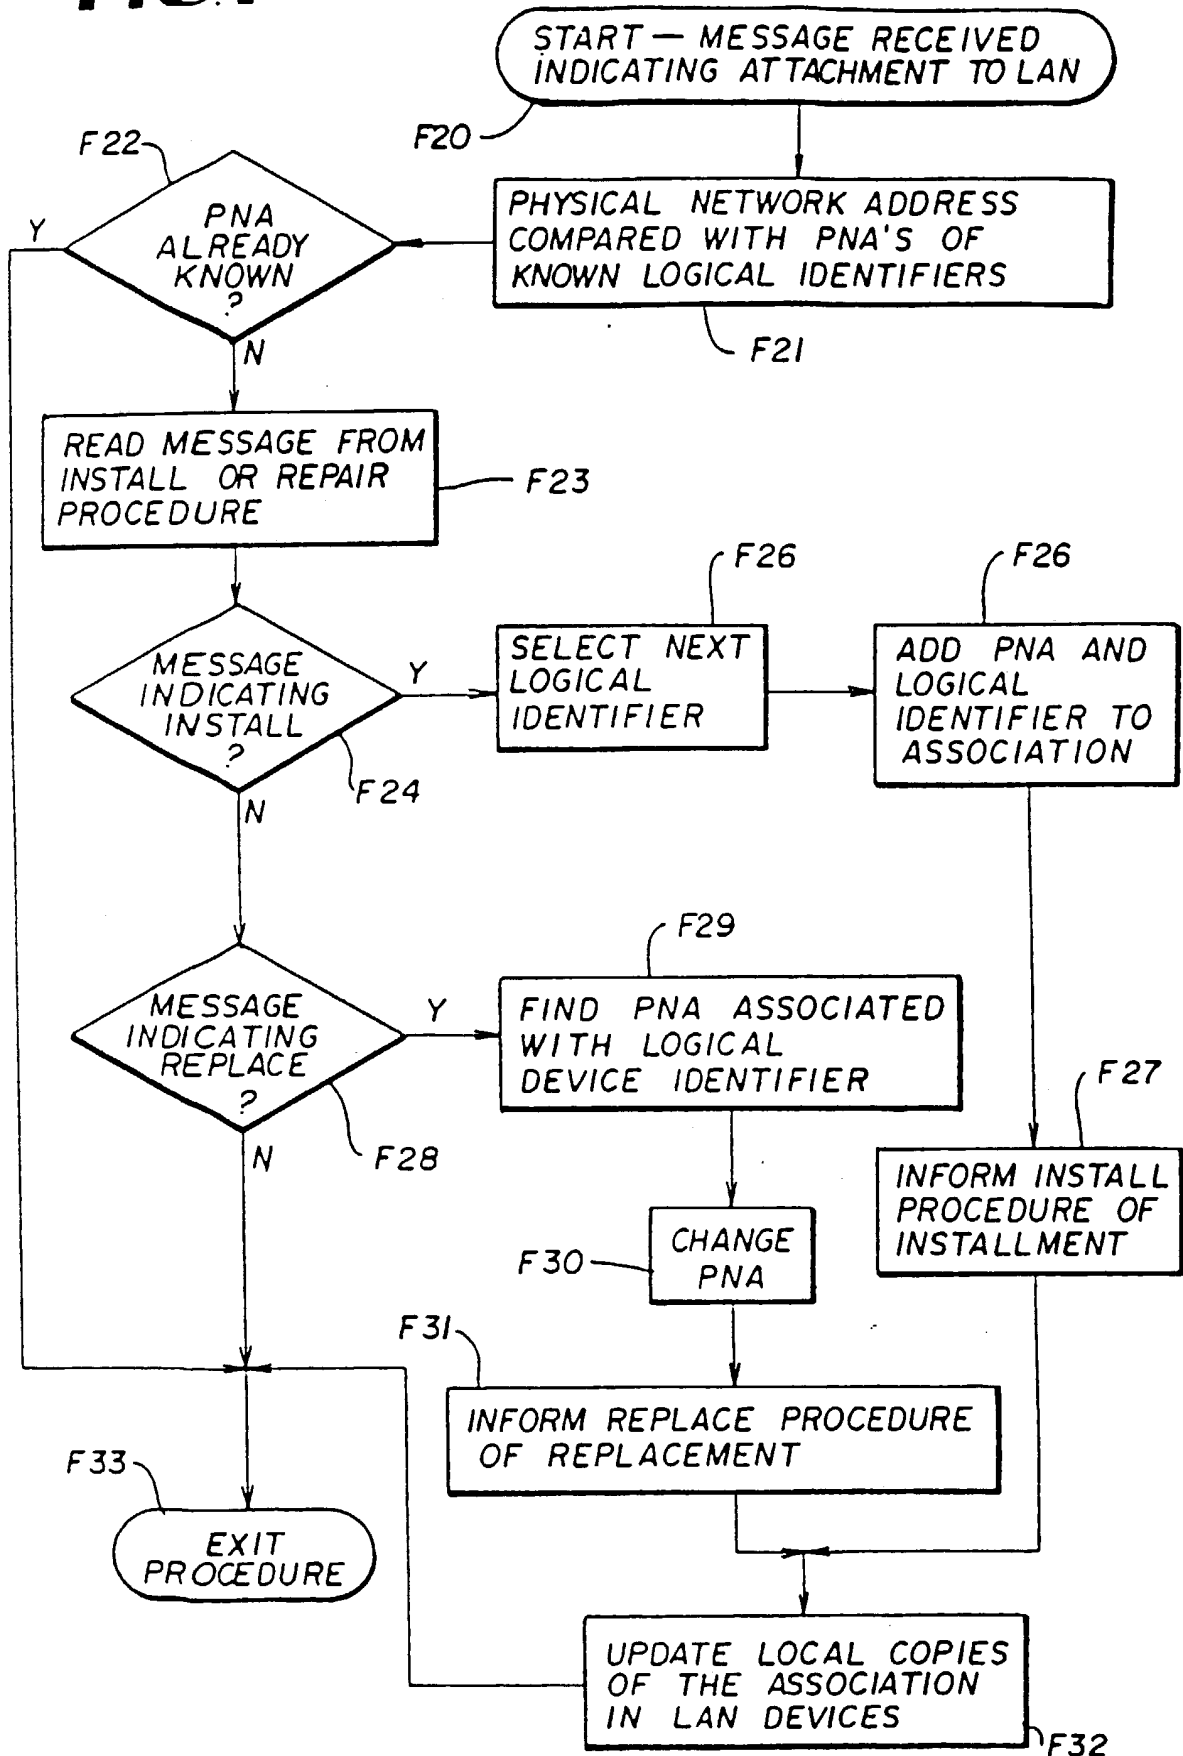 START — MESSAGE RECEIVED
INDICATING ATTACHMENT TO LAN
F20
F22
PHYSICAL NETWORK ADDRESS
COMPARED WITH PNA'S OF
KNOWN LOGICAL IDENTIFIERS
F21
Y
PNA
ALREADY
KNOWN
?
N
READ MESSAGE FROM
INSTALL OR REPAIR
PROCEDURE
F23
MESSAGE
INDICATING
INSTALL
?
Y
F24
N
F26
SELECT NEXT
LOGICAL
IDENTIFIER
F26
ADD PNA AND
LOGICAL
IDENTIFIER TO
ASSOCIATION
MESSAGE
INDICATING
REPLACE
?
Y
F28
N
F29
FIND PNA ASSOCIATED
WITH LOGICAL
DEVICE IDENTIFIER
F27
INFORM INSTALL
PROCEDURE OF
INSTALLMENT
F30
CHANGE
PNA
F31
INFORM REPLACE PROCEDURE
OF REPLACEMENT
F33
EXIT
PROCEDURE
UPDATE LOCAL COPIES
OF THE ASSOCIATION
IN LAN DEVICES
F32